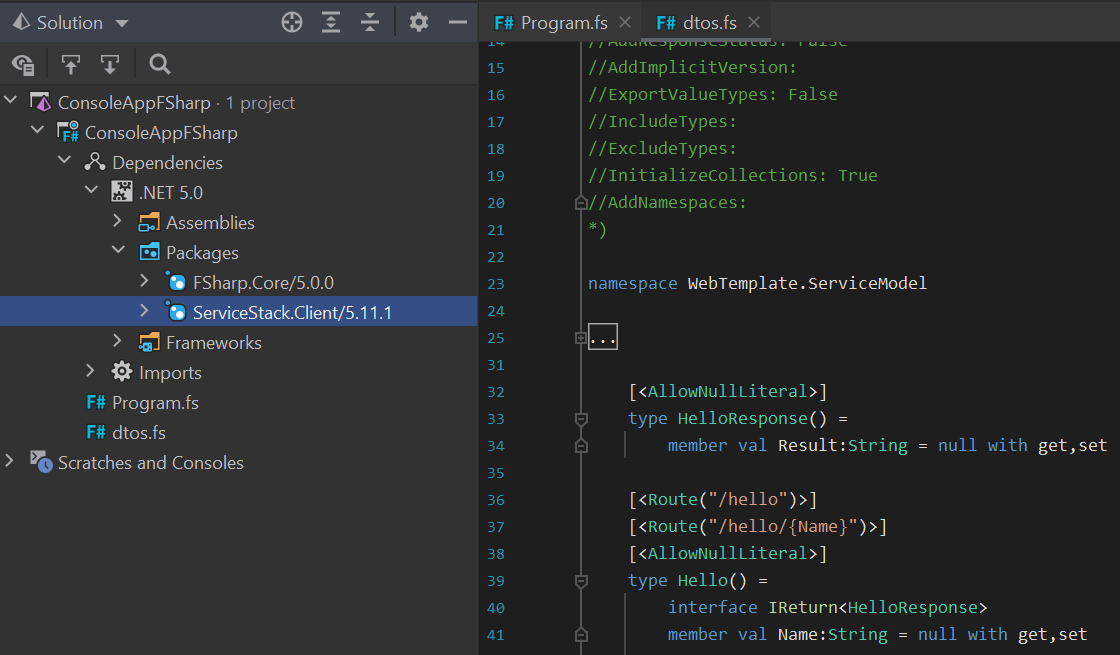 Solution
ConsoleAppFSharp · 1 project
ConsoleAppFSharp
Dependencies
.NET 5.0
Assemblies
Packages
FSharp.Core/5.0.0
ServiceStack.Client/5.11.1
Frameworks
Imports
F# Program.fs
F# dtos.fs
Scratches and Consoles
F# Program.fs
F# dtos.fs
14 //AddResponseStatus: False
15 //AddImplicitVersion:
16 //ExportValueTypes: False
17 //IncludeTypes:
18 //ExcludeTypes:
19 //InitializeCollections: True
20 //AddNamespaces:
21 *)
22
23 namespace WebTemplate.ServiceModel
24
25 ...
31
32 [<AllowNullLiteral>]
33 type HelloResponse() =
34 member val Result:String = null with get,set
35
36 [<Route("/hello")>]
37 [<Route("/hello/{Name}")>]
38 [<AllowNullLiteral>]
39 type Hello() =
40 interface IReturn<HelloResponse>
41 member val Name:String = null with get,set